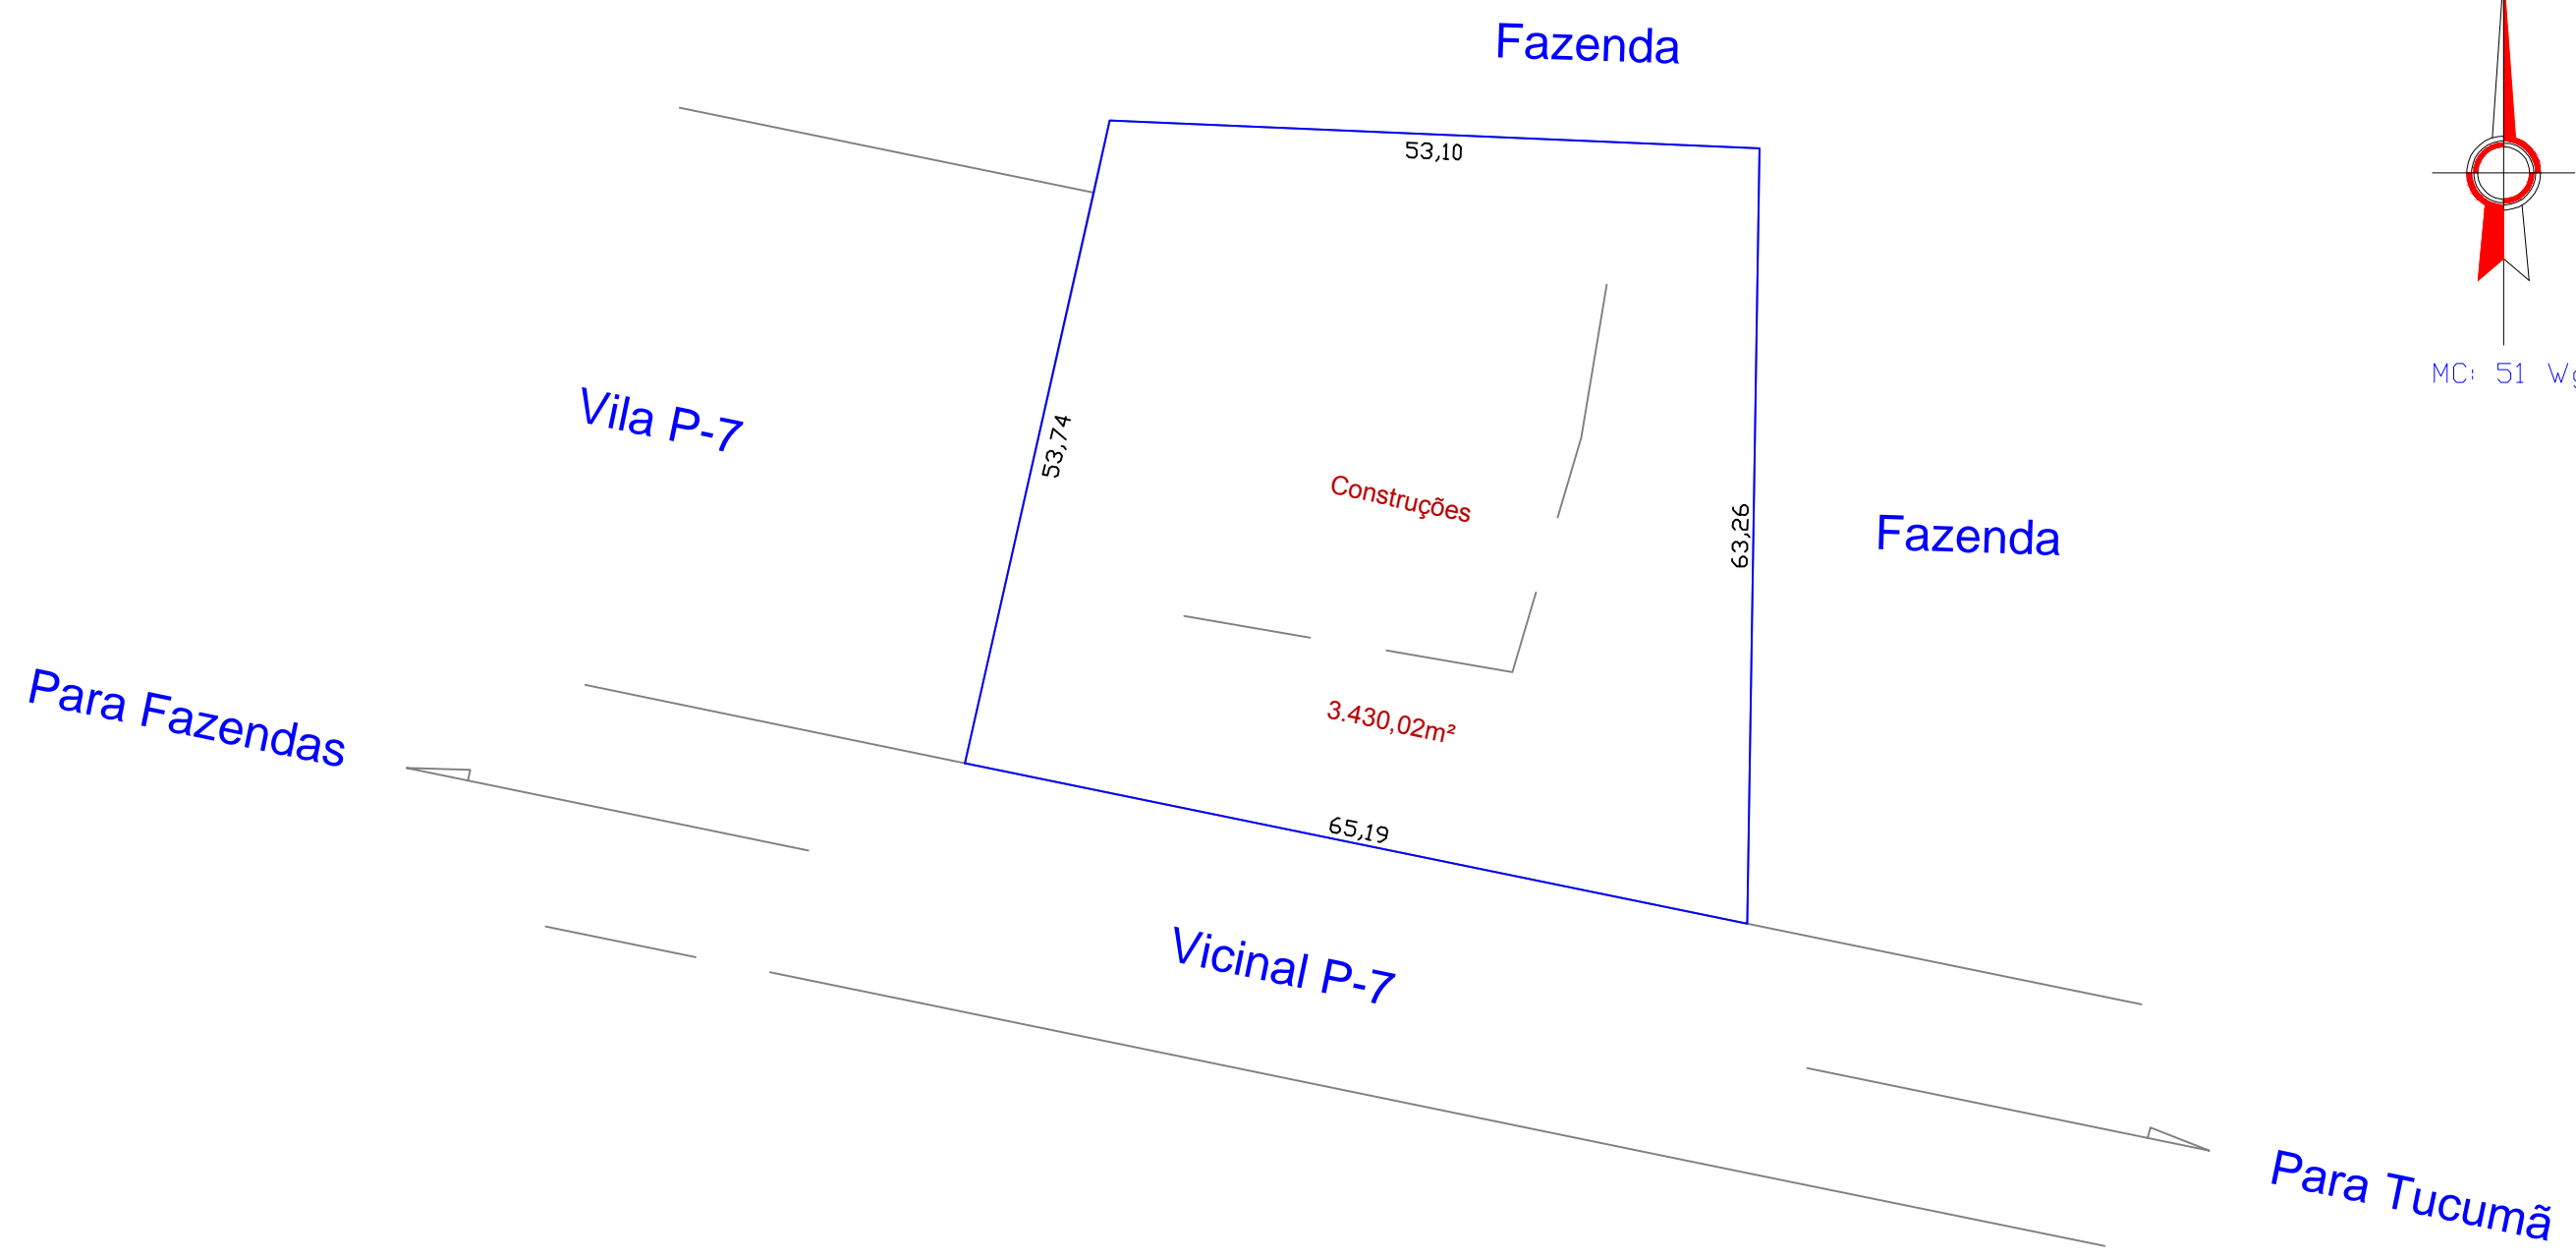 Fazenda
53,10
MC: 51
Vila P-7
53,74
Construções
63,26
Fazenda
Para Fazendas
3.430,02m²
65,19
Vicinal P-7
Para Tucumã